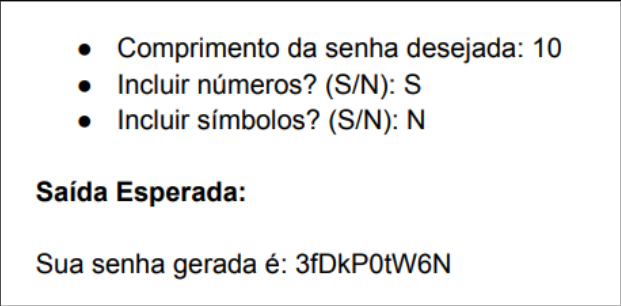 ● Comprimento da senha desejada: 10
● Incluir números? (S/N): S
● Incluir símbolos? (S/N): N
Saída Esperada:
Sua senha gerada é: 3fDkP0tW6N